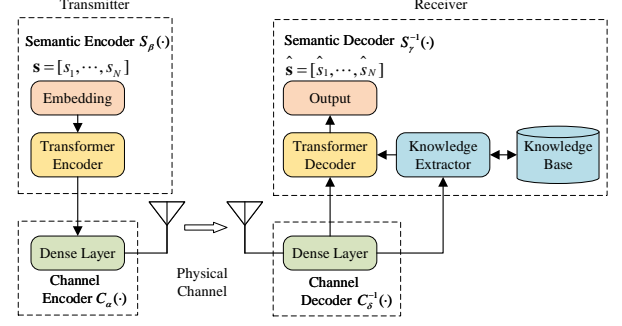 Transmitter
Receiver
Semantic Encoder S_β(·)
s = [s_1, ⋯, s_N]
Embedding
Transformer
Encoder
Semantic Decoder S_γ^{-1}(·)
ŝ = [ŝ_1, ⋯, ŝ_N]
Output
Transformer
Decoder
Knowledge
Extractor
Knowledge
Base
Dense Layer
Channel
Encoder C_α(·)
Physical
Channel
Dense Layer
Channel
Decoder C_δ^{-1}(·)